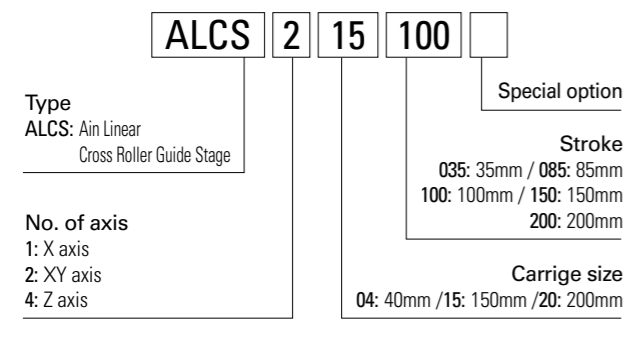 ALCS 2 15 100
Special option
Type
ALCS: Ain Linear
Cross Roller Guide Stage
Stroke
035: 35mm / 085: 85mm
100: 100mm / 150: 150mm
200: 200mm
No. of axis
1: X axis
2: XY axis
4: Z axis
Carrige size
04: 40mm /15: 150mm /20: 200mm